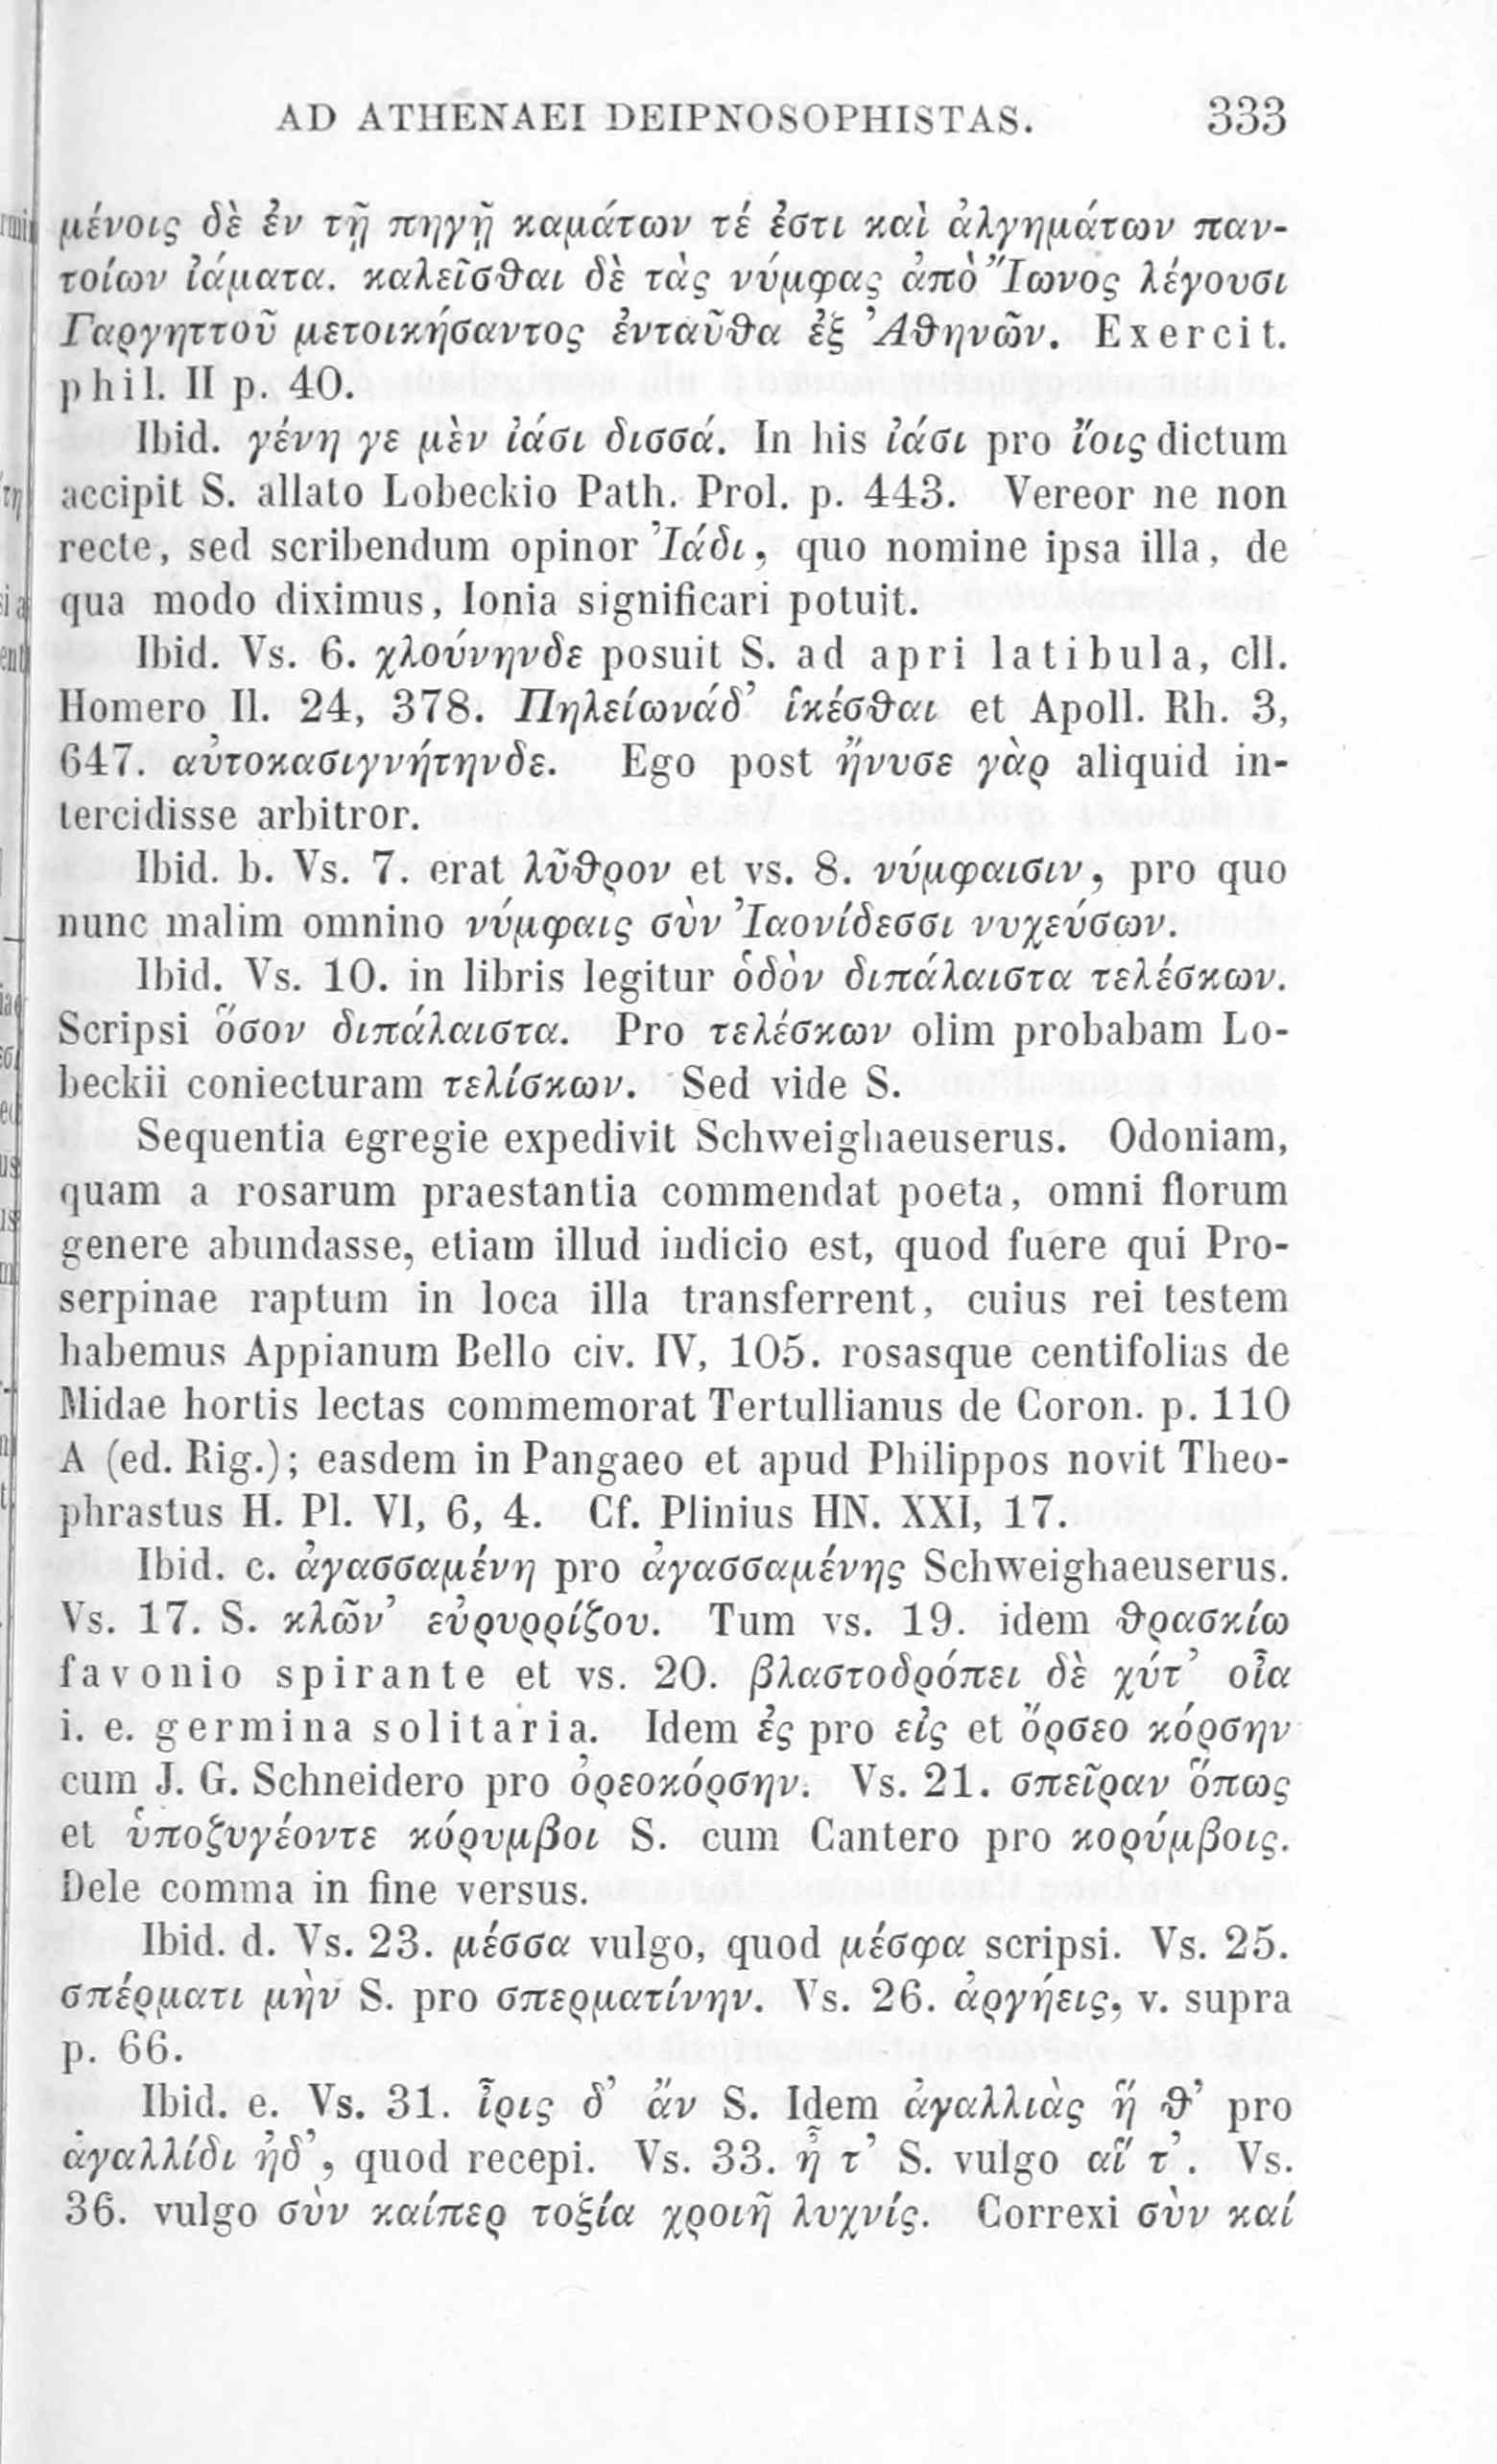 AD ATHENAEI DEIPNOSOPHISTAS. 333
μένοις δὲ ἐν τῇ πηγῇ καμάτων τέ ἐστι καὶ ἀλγημάτων παν-
τοίων ἰάματα. καλεῖσϑαι δὲ τὰς νύμφας ἀπὸ Ἴωνος λέγουσι
Γαργηττοῦ μετοικήσαντος ἐνταῦϑα ἐξ Ἀϑηνῶν. Exercit.
phil. II p. 40.
Ibid. γένη γε μὲν ἰάσι δισσά. In his ἰάσι pro ἴοις dictum
accipit S. allato Lobeckio Path. Prol. p. 443. Vereor ne non
recte, sed scribendum opinor Ἰάδι, quo nomine ipsa illa, de
qua modo diximus, Ionia significari potuit.
Ibid. Vs. 6. χλούνηνδε posuit S. ad apri latibula, cll.
Homero Il. 24, 378. Πηλείωνάδ’ ἱκέσϑαι et Apoll. Rh. 3,
647. αὐτοκασιγνήτηνδε. Ego post ἤνυσε γὰρ aliquid in-
tercidisse arbitror.
Ibid. b. Vs. 7. erat λῦϑρον et vs. 8. νύμφαισιν, pro quo
nunc malim omnino νύμφαις σὺν Ἰαονίδεσσι νυχεύσων.
Ibid. Vs. 10. in libris legitur ὁδὸν διπάλαιστα τελέσκων.
Scripsi ὅσον διπάλαιστα. Pro τελέσκων olim probabam Lo-
beckii coniecturam τελίσκων. Sed vide S.
Sequentia egregie expedivit Schweighaeuserus. Odoniam,
quam a rosarum praestantia commendat poeta, omni florum
genere abundasse, etiam illud indicio est, quod fuere qui Pro-
serpinae raptum in loca illa transferrent, cuius rei testem
habemus Appianum Bello civ. IV, 105. rosasque centifolias de
Midae hortis lectas commemorat Tertullianus de Coron. p. 110
A (ed. Rig.); easdem in Pangaeo et apud Philippos novit Theo-
phrastus H. Pl. VI, 6, 4. Cf. Plinius HN. XXI, 17.
Ibid. c. ἀγασσαμένη pro ἀγασσαμένης Schweighaeuserus.
Vs. 17. S. κλῶν’ εὐρυρρίζου. Tum vs. 19. idem ϑρασκίω
favonio spirante et vs. 20. βλαστοδρόπει δὲ χύτ’ οἶα
i. e. germina solitaria. Idem ἐς pro εἰς et ὄρσεο κόρσην
cum J. G. Schneidero pro ὀρεοκόρσην. Vs. 21. σπεῖραν ὅπως
et ὑποζυγέοντε κόρυμβοι S. cum Cantero pro κορύμβοις.
Dele comma in fine versus.
Ibid. d. Vs. 23. μέσσα vulgo, quod μέσφα scripsi. Vs. 25.
σπέρματι μὴν S. pro σπερματίνην. Vs. 26. ἀργήεις, v. supra
p. 66.
Ibid. e. Vs. 31. ἶρις δ’ ἄν S. Idem ἀγαλλιὰς ἥ ϑ’ pro
ἀγαλλίδι ἠδ’, quod recepi. Vs. 33. ἦ τ’ S. vulgo αἵ τ’. Vs.
36. vulgo σὺν καίπερ τοξία χροιῇ λυχνίς. Correxi σὺν καί